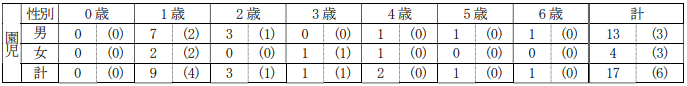 園児 性別 0歳 1歳 2歳 3歳 4歳 5歳 6歳 計
男 0 (0) 7 (2) 3 (1) 0 (0) 1 (0) 1 (0) 1 (0) 13 (3)
女 0 (0) 2 (2) 0 (0) 1 (1) 1 (0) 0 (0) 0 (0) 4 (3)
計 0 (0) 9 (4) 3 (1) 1 (1) 2 (0) 1 (0) 1 (0) 17 (6)